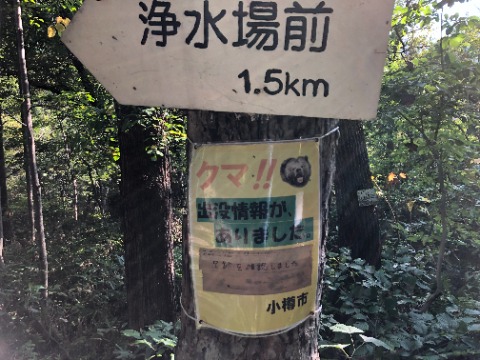 浄水場前
1.5km
クマ!!
出没情報が、
ありました。
小樽市